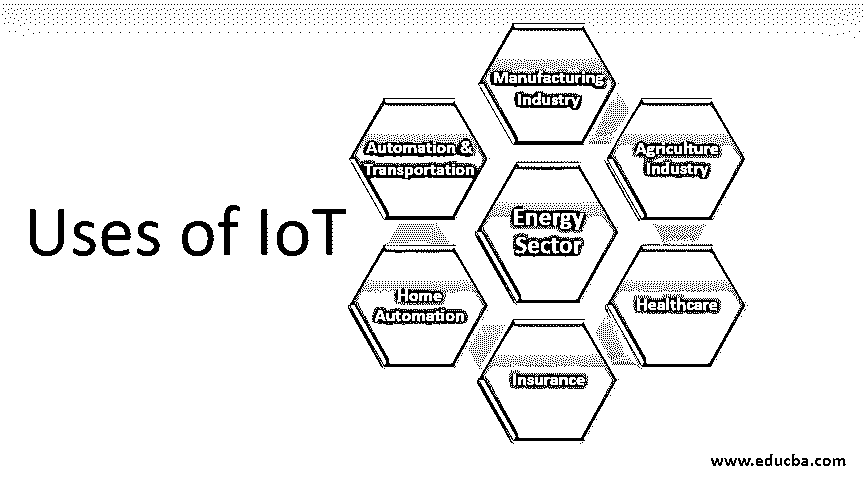 Uses of IoT
Manufacturing
Industry
Automation &
Transportation
Agriculture
Industry
Energy
Sector
Home
Automation
Healthcare
Insurance
www.educba.com